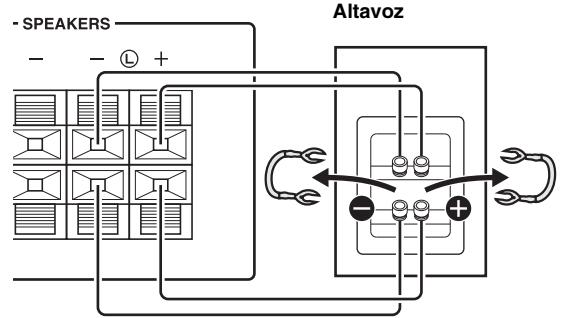 Altavoz
SPEAKERS
– – Ⓛ +
– +